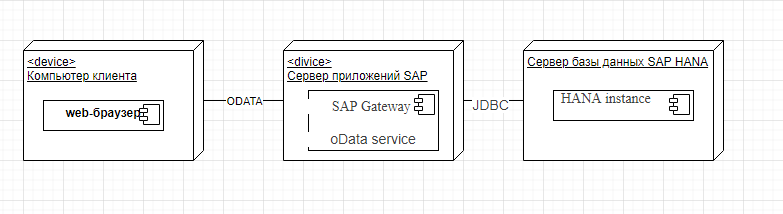 <device>
Компьютер клиента
web-браузер
ODATA
<divice>
Сервер приложений SAP
SAP Gateway
oData service
JDBC
Сервер базы данных SAP HANA
HANA instance